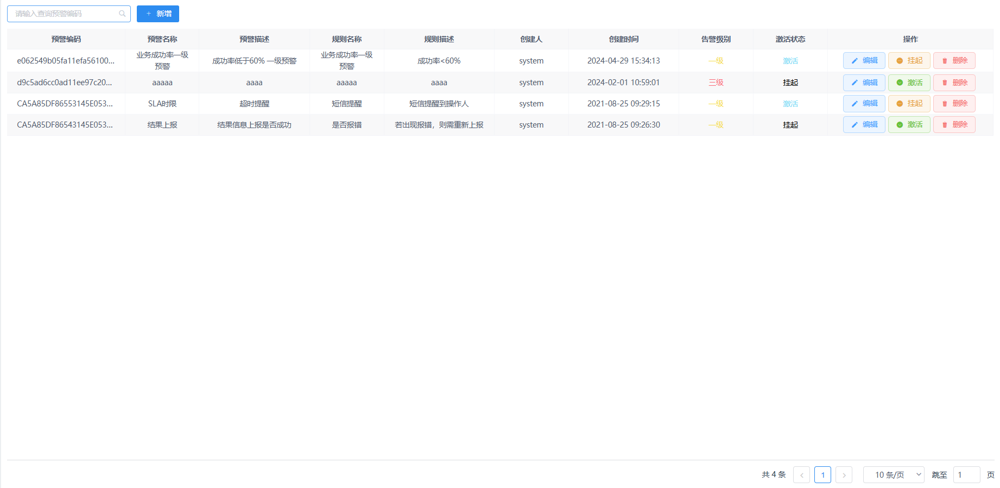 请输入查询预警编码
+ 新增
预警编码 预警名称 预警描述 规则名称 规则描述 创建人 创建时间 告警级别 激活状态 操作
e062549b05fa11efa56100... 业务成功率一级预警 成功率低于60% 一级预警 业务成功率一级预警 成功率<60% system 2024-04-29 15:34:13 一级 激活 编辑 挂起 删除
d9c5ad6cc0ad11ee97c20... aaaaa aaaa aaaaa aaaa system 2024-02-01 10:59:01 三级 挂起 编辑 激活 删除
CA5A85DF86553145E053... SLA时限 超时提醒 短信提醒 短信提醒到操作人 system 2021-08-25 09:29:15 一级 激活 编辑 挂起 删除
CA5A85DF86543145E053... 结果上报 结果信息上报是否成功 是否报错 若出现报错，则需重新上报 system 2021-08-25 09:26:30 一级 挂起 编辑 激活 删除
共 4 条 < 1 > 10 条/页 跳至 1 页